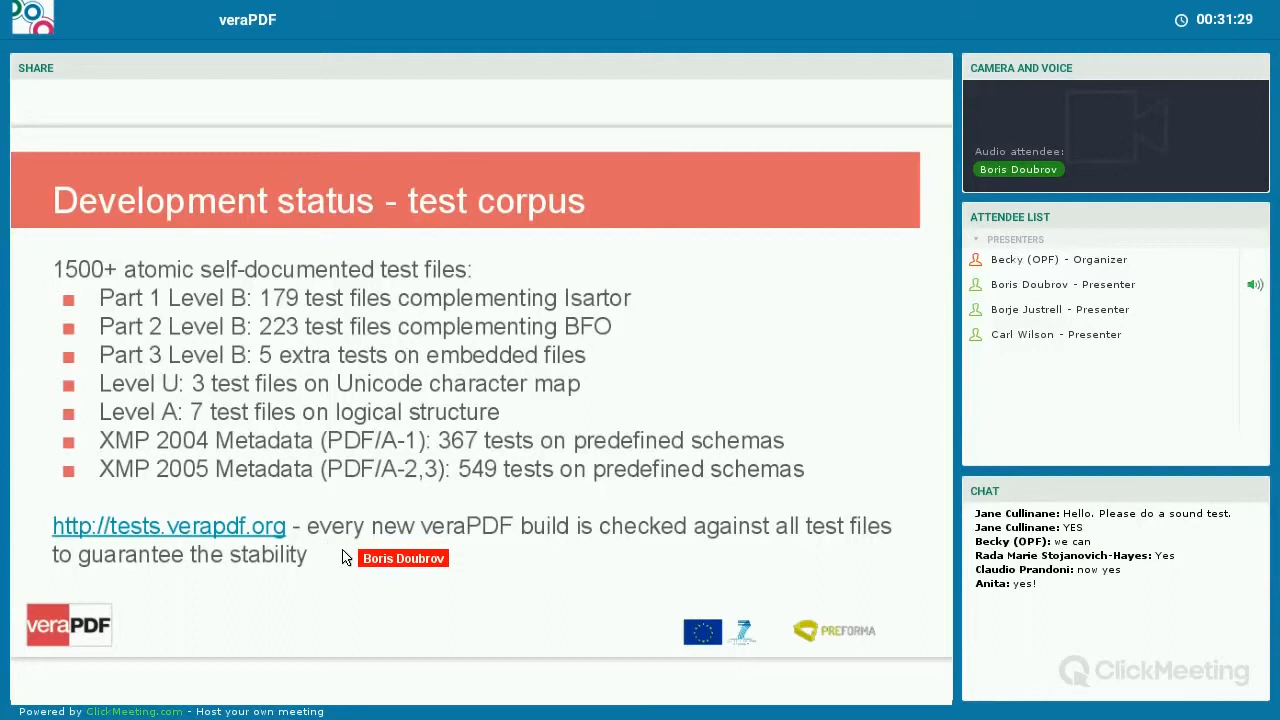 veraPDF
00:31:29
SHARE
Development status - test corpus
1500+ atomic self-documented test files:
Part 1 Level B: 179 test files complementing Isartor
Part 2 Level B: 223 test files complementing BFO
Part 3 Level B: 5 extra tests on embedded files
Level U: 3 test files on Unicode character map
Level A: 7 test files on logical structure
XMP 2004 Metadata (PDF/A-1): 367 tests on predefined schemas
XMP 2005 Metadata (PDF/A-2,3): 549 tests on predefined schemas
http://tests.verapdf.org - every new veraPDF build is checked against all test files
to guarantee the stability
Boris Doubrov
veraPDF
PREFORMA
CAMERA AND VOICE
Audio attendee:
Boris Doubrov
ATTENDEE LIST
PRESENTERS
Becky (OPF) - Organizer
Boris Doubrov - Presenter
Borje Justrell - Presenter
Carl Wilson - Presenter
CHAT
Jane Cullinane: Hello. Please do a sound test.
Jane Cullinane: YES
Becky (OPF): we can
Rada Marie Stojanovich-Hayes: Yes
Claudio Prandoni: now yes
Anita: yes!
ClickMeeting
Powered by ClickMeeting.com - Host your own meeting